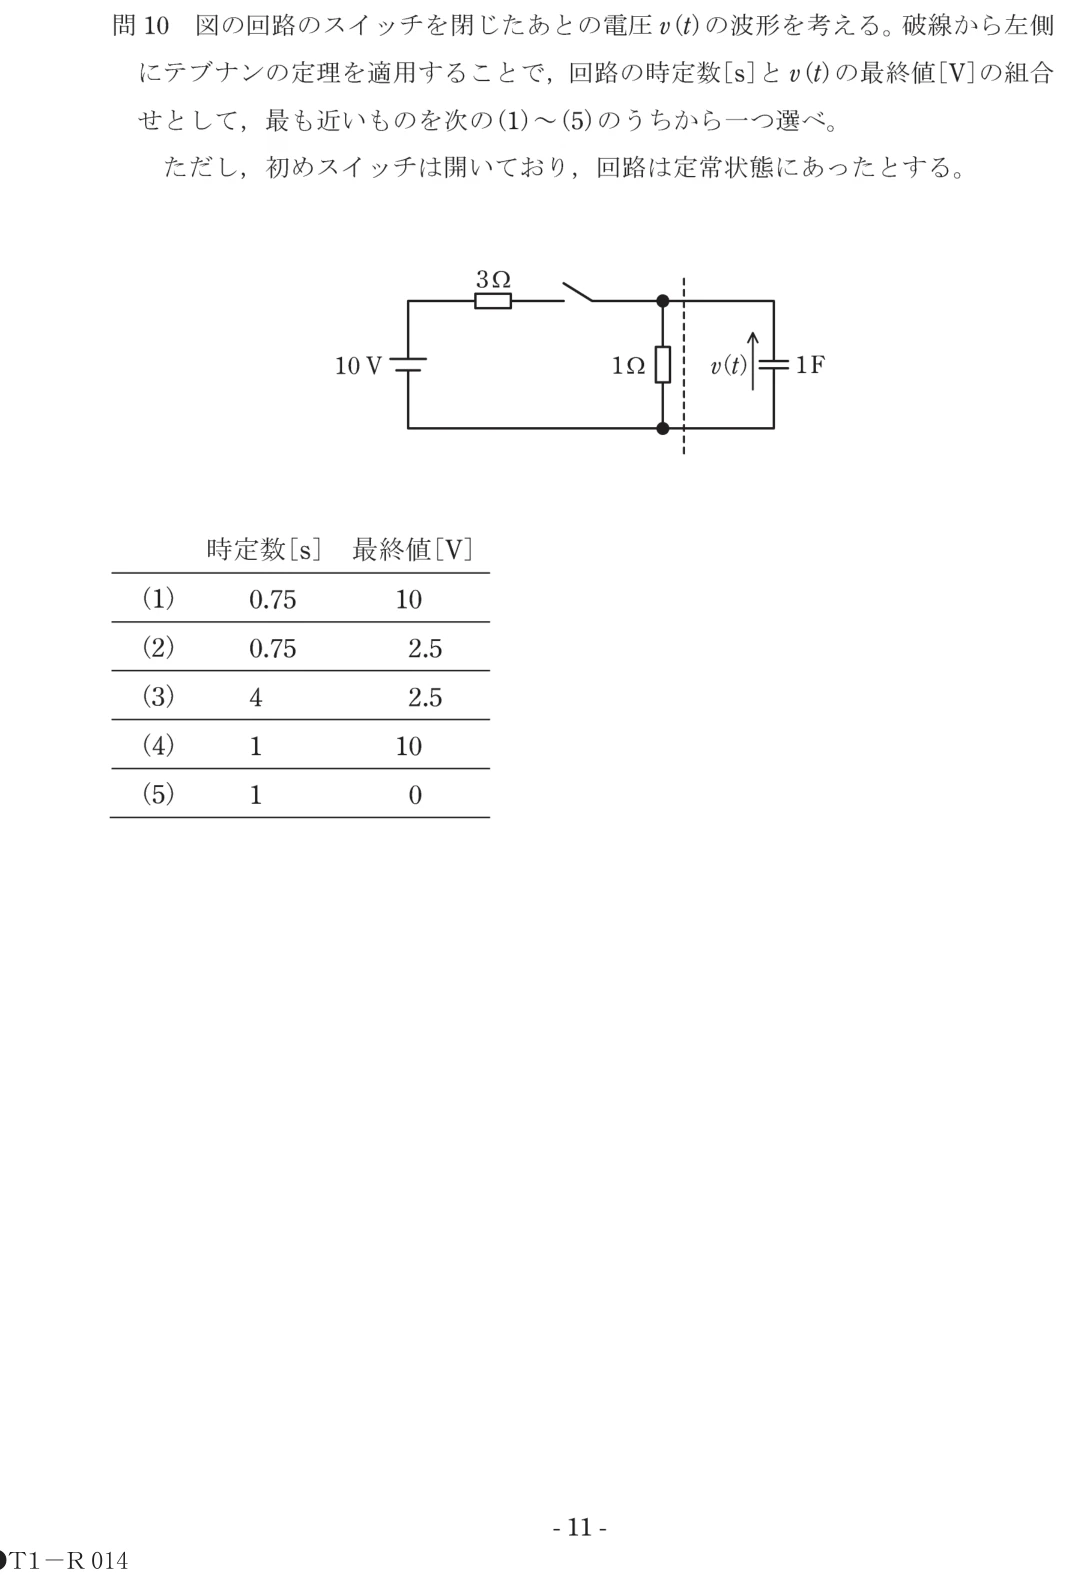 問 10 図の回路のスイッチを閉じたあとの電圧 v (t) の波形を考える。破線から左側
にテブナンの定理を適用することで,回路の時定数[s]と v (t) の最終値[V]の組合
せとして,最も近いものを次の(1)～(5)のうちから一つ選べ。
ただし,初めスイッチは開いており,回路は定常状態にあったとする。
3Ω
10 V
1Ω
v(t)
1F
時定数[s] 最終値[V]
(1) 0.75 10
(2) 0.75 2.5
(3) 4 2.5
(4) 1 10
(5) 1 0
- 11 -
●T1－R 014